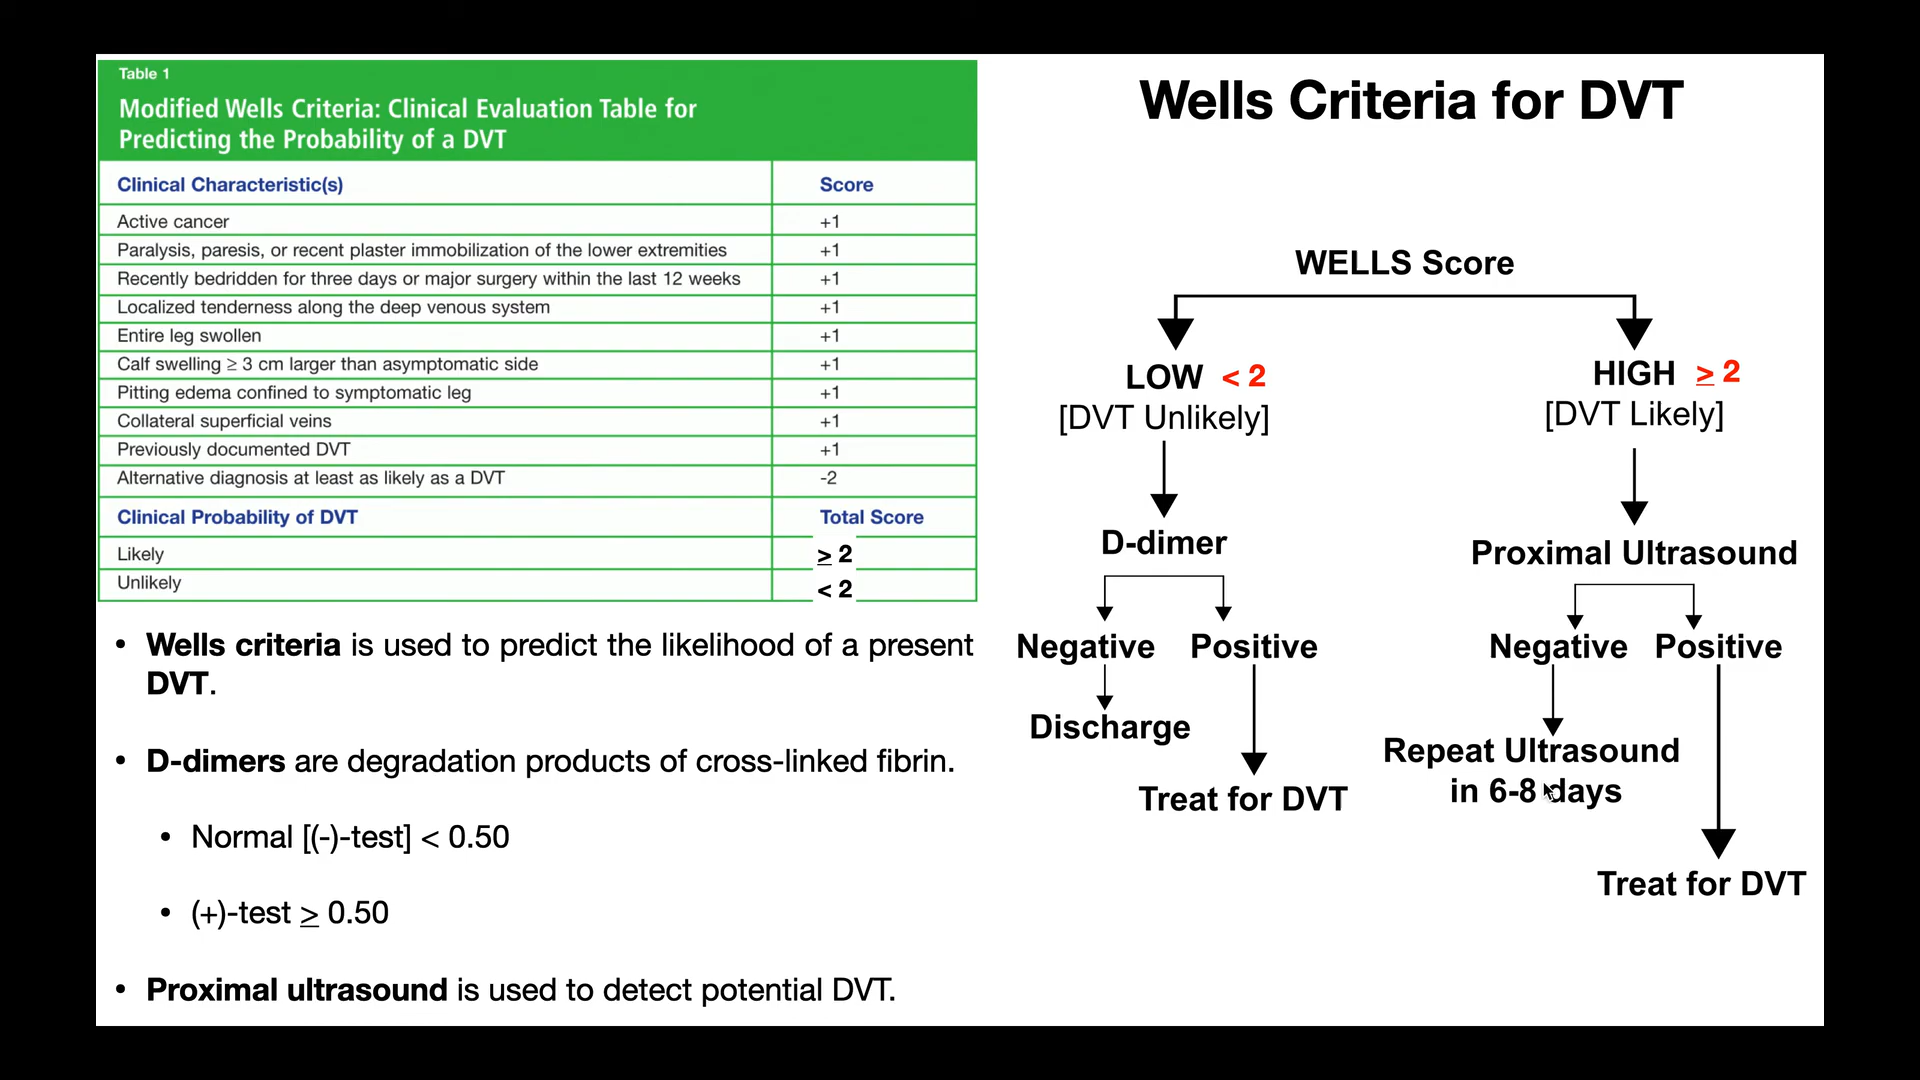 Table 1
Modified Wells Criteria: Clinical Evaluation Table for
Predicting the Probability of a DVT
Clinical Characteristic(s) Score
Active cancer +1
Paralysis, paresis, or recent plaster immobilization of the lower extremities +1
Recently bedridden for three days or major surgery within the last 12 weeks +1
Localized tenderness along the deep venous system +1
Entire leg swollen +1
Calf swelling ≥ 3 cm larger than asymptomatic side +1
Pitting edema confined to symptomatic leg +1
Collateral superficial veins +1
Previously documented DVT +1
Alternative diagnosis at least as likely as a DVT -2
Clinical Probability of DVT Total Score
Likely ≥ 2
Unlikely < 2
• Wells criteria is used to predict the likelihood of a present
DVT.
• D-dimers are degradation products of cross-linked fibrin.
• Normal [(-)-test] < 0.50
• (+)-test ≥ 0.50
• Proximal ultrasound is used to detect potential DVT.
Wells Criteria for DVT
WELLS Score
LOW < 2
[DVT Unlikely]
D-dimer
Negative Positive
Discharge
Treat for DVT
HIGH ≥ 2
[DVT Likely]
Proximal Ultrasound
Negative Positive
Repeat Ultrasound
in 6-8 days
Treat for DVT